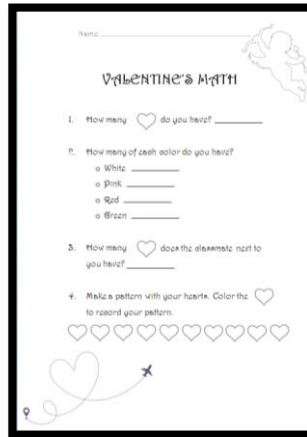 Name:
VALENTINE'S MATH
1. How many do you have?
2. How many of each color do you have?
o White
o Pink
o Red
o Green
3. How many does the classmate next to
you have?
4. Make a pattern with your hearts. Color the
to record your pattern.